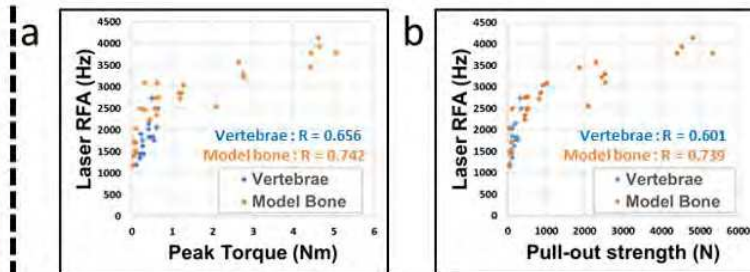 a
Laser RFA (Hz)
4500
4000
3500
3000
2500
2000
1500
1000
500
0
0 1 2 3 4 5 6
Peak Torque (Nm)
Vertebrae : R = 0.656
Model bone : R = 0.742
Vertebrae
Model Bone
b
Laser RFA (Hz)
4500
4000
3500
3000
2500
2000
1500
1000
500
0
0 1000 2000 3000 4000 5000 6000
Pull-out strength (N)
Vertebrae : R = 0.601
Model bone : R = 0.739
Vertebrae
Model Bone